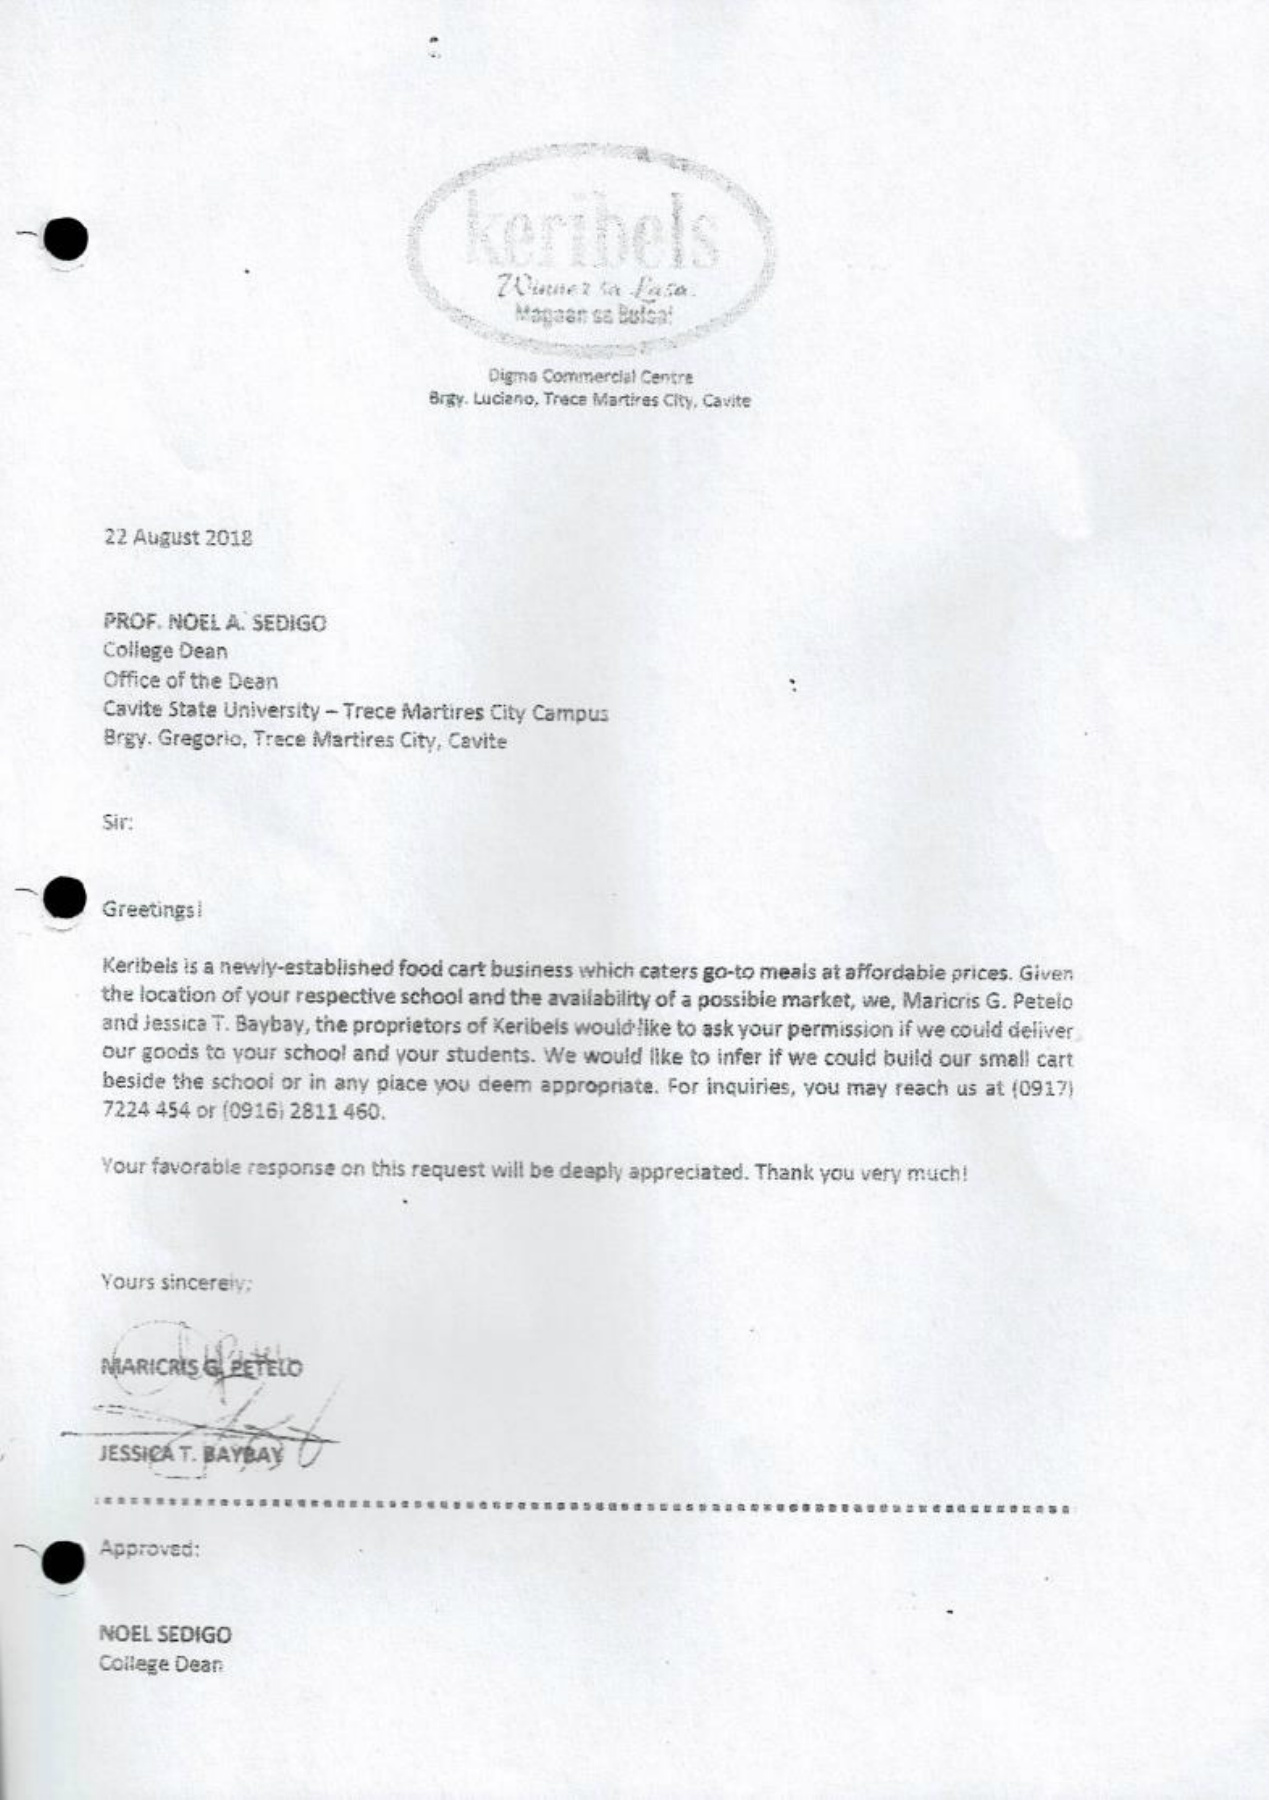 keribels
Winner sa Lasa.
Magaan sa Bulsa!
Digma Commercial Centre
Brgy. Luciano, Trece Martires City, Cavite
22 August 2018
PROF. NOEL A. SEDIGO
College Dean
Office of the Dean
Cavite State University – Trece Martires City Campus
Brgy. Gregorio, Trece Martires City, Cavite
Sir:
Greetings!
Keribels is a newly-established food cart business which caters go-to meals at affordable prices. Given
the location of your respective school and the availability of a possible market, we, Maricris G. Petelo
and Jessica T. Baybay, the proprietors of Keribels would like to ask your permission if we could deliver
our goods to your school and your students. We would like to infer if we could build our small cart
beside the school or in any place you deem appropriate. For inquiries, you may reach us at (0917)
7224 454 or (0916) 2811 460.
Your favorable response on this request will be deeply appreciated. Thank you very much!
Yours sincerely;
MARICRIS G. PETELO
JESSICA T. BAYBAY
Approved:
NOEL SEDIGO
College Dean